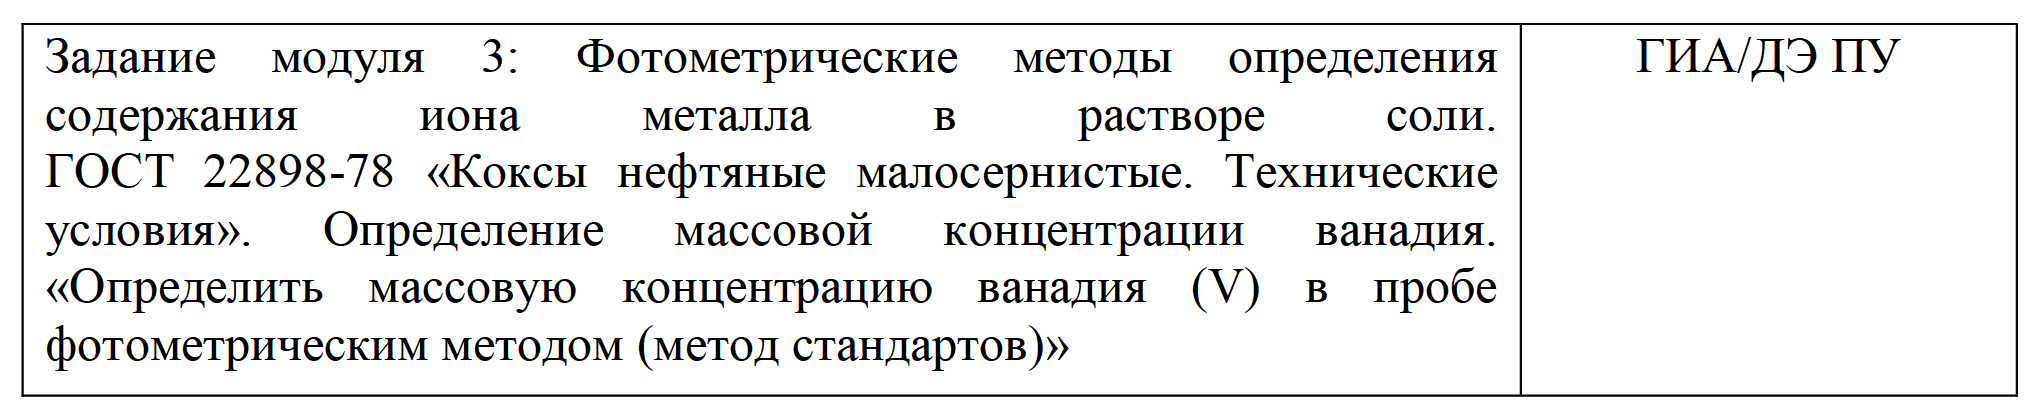 Задание модуля 3: Фотометрические методы определения
содержания иона металла в растворе соли.
ГОСТ 22898-78 «Коксы нефтяные малосернистые. Технические
условия». Определение массовой концентрации ванадия.
«Определить массовую концентрацию ванадия (V) в пробе
фотометрическим методом (метод стандартов)»
ГИА/ДЭ ПУ